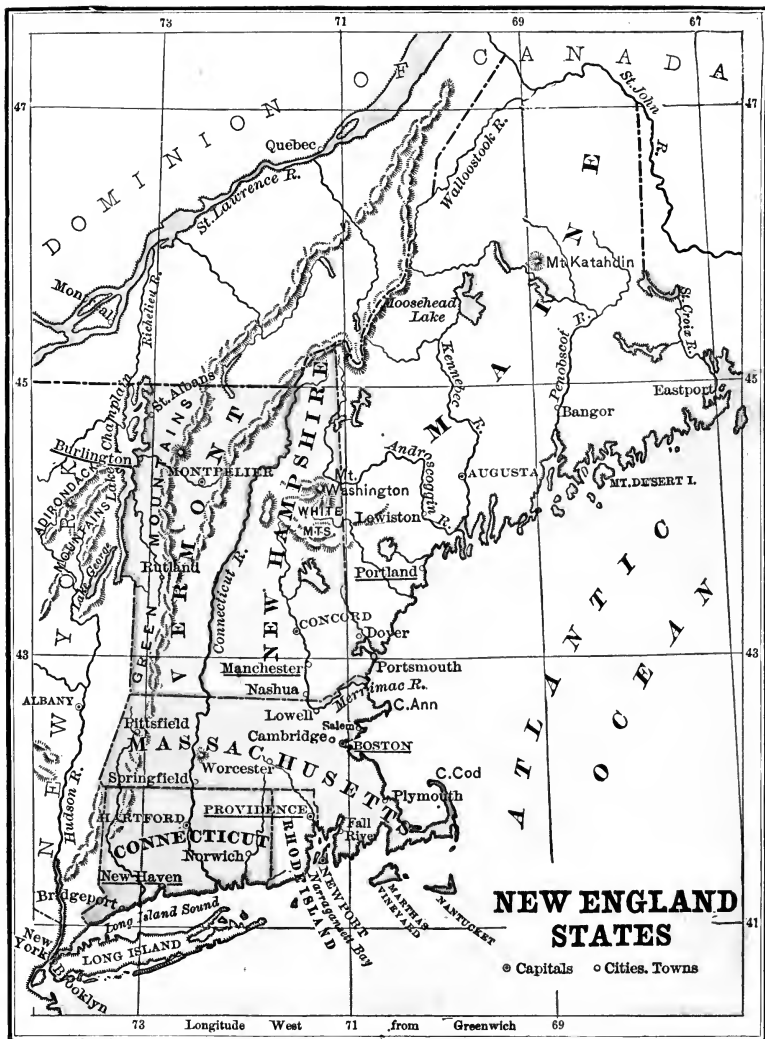 73
71
69
67
DOMINION OF CANADA
47
47
St. John R.
Quebec
St. Lawrence R.
Walloostook R.
MAINE
Mt. Katahdin
Montreal
Richelieu R.
Moosehead Lake
Kennebec R.
Penobscot R.
St. Croix R.
45
45
St. Albans
Lake Champlain
Eastport
Bangor
Burlington
MONTPELIER
Androscoggin R.
AUGUSTA
MT. DESERT I.
ADIRONDACK MOUNTAINS
Mt. Washington
WHITE MTS.
Lewiston
Lake George
Rutland
GREEN MOUNTAINS
VERMONT
Connecticut R.
NEW HAMPSHIRE
Portland
CONCORD
Dover
43
43
Manchester
Portsmouth
Nashua
Merrimac R.
ALBANY
Lowell
C. Ann
Pittsfield
Salem
Cambridge
BOSTON
MASSACHUSETTS
Worcester
C. Cod
Springfield
Plymouth
NEW YORK
Hudson R.
HARTFORD
PROVIDENCE
Fall River
CONNECTICUT
Norwich
RHODE ISLAND
New Haven
NEWPORT
Narragansett Bay
MARTHA'S VINEYARD
NANTUCKET
Bridgeport
Long Island Sound
LONG ISLAND
New York
Brooklyn
ATLANTIC
OCEAN
41
NEW ENGLAND
STATES
Capitals Cities. Towns
73 Longitude West 71 from Greenwich 69